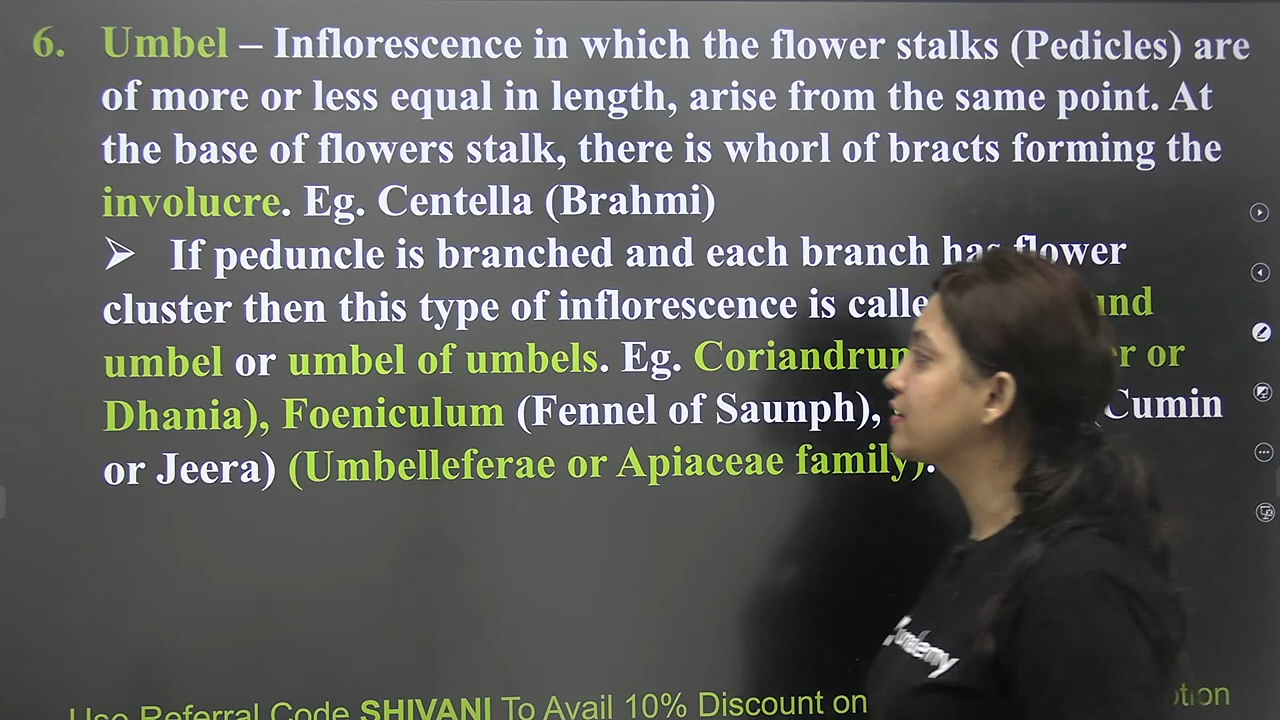 6. Umbel – Inflorescence in which the flower stalks (Pedicles) are
of more or less equal in length, arise from the same point. At
the base of flowers stalk, there is whorl of bracts forming the
involucre. Eg. Centella (Brahmi)
➢ If peduncle is branched and each branch has flower
cluster then this type of inflorescence is
umbel or umbel of umbels. Eg. or
Dhania), Foeniculum (Fennel of Saunph), Cumin
or Jeera) (Umbelleferae or Apiaceae family).
Use Referral Code SHIVANI To Avail 10% Discount on